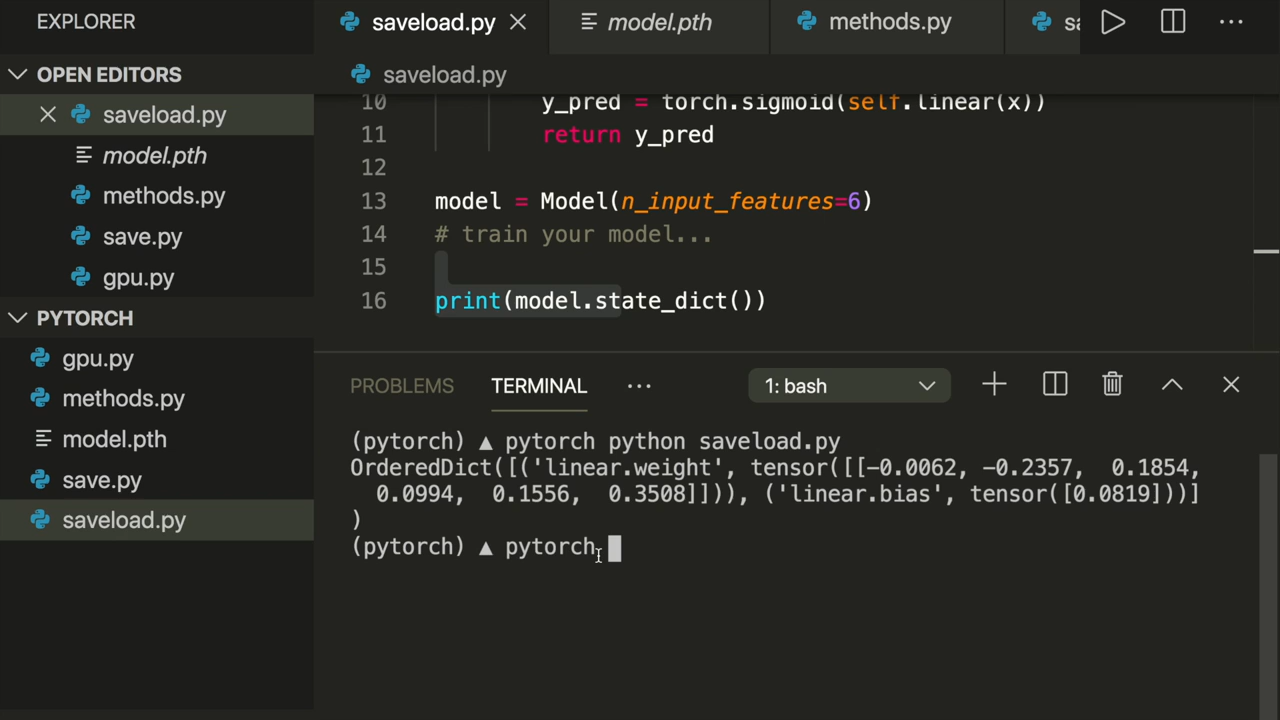 EXPLORER
OPEN EDITORS
saveload.py
model.pth
methods.py
save.py
gpu.py
PYTORCH
gpu.py
methods.py
model.pth
save.py
saveload.py
saveload.py
model.pth
methods.py
sa
saveload.py
10 y_pred = torch.sigmoid(self.linear(x))
11 return y_pred
12
13 model = Model(n_input_features=6)
14 # train your model...
15
16 print(model.state_dict())
PROBLEMS TERMINAL ··· 1: bash
(pytorch) ▲ pytorch python saveload.py
OrderedDict([('linear.weight', tensor([[-0.0062, -0.2357, 0.1854,
0.0994, 0.1556, 0.3508]])), ('linear.bias', tensor([0.0819]))]
)
(pytorch) ▲ pytorch